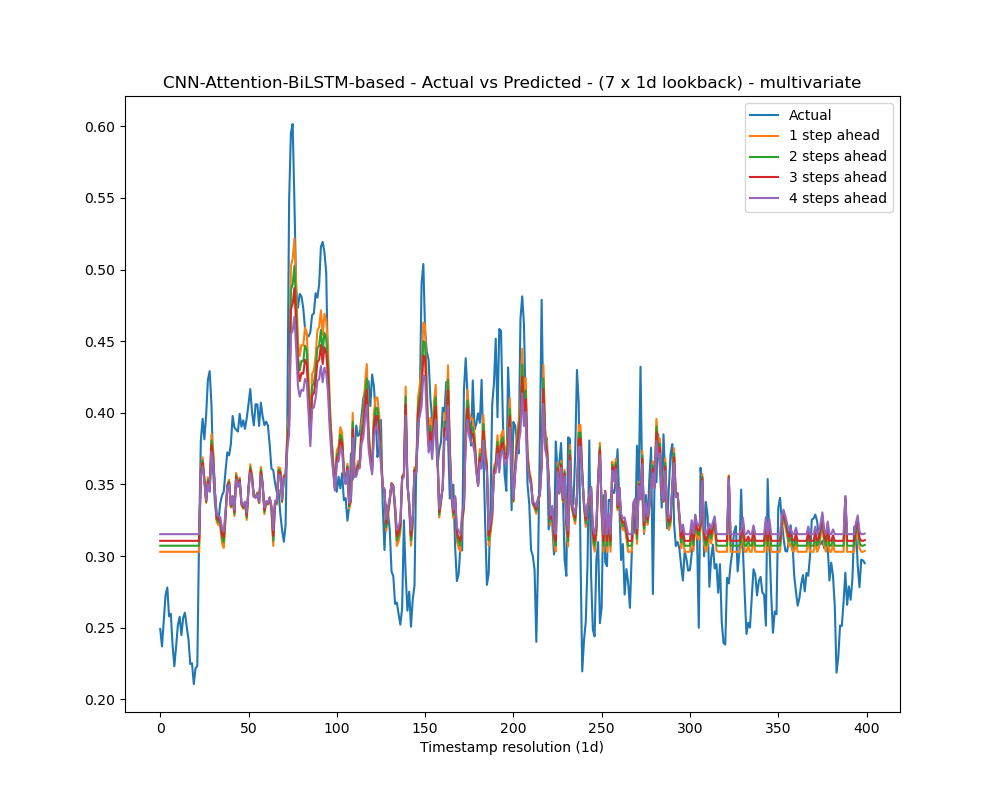 CNN-Attention-BiLSTM-based - Actual vs Predicted - (7 x 1d lookback) - multivariate
Actual
1 step ahead
2 steps ahead
3 steps ahead
4 steps ahead
0.60
0.55
0.50
0.45
0.40
0.35
0.30
0.25
0.20
0 50 100 150 200 250 300 350 400
Timestamp resolution (1d)